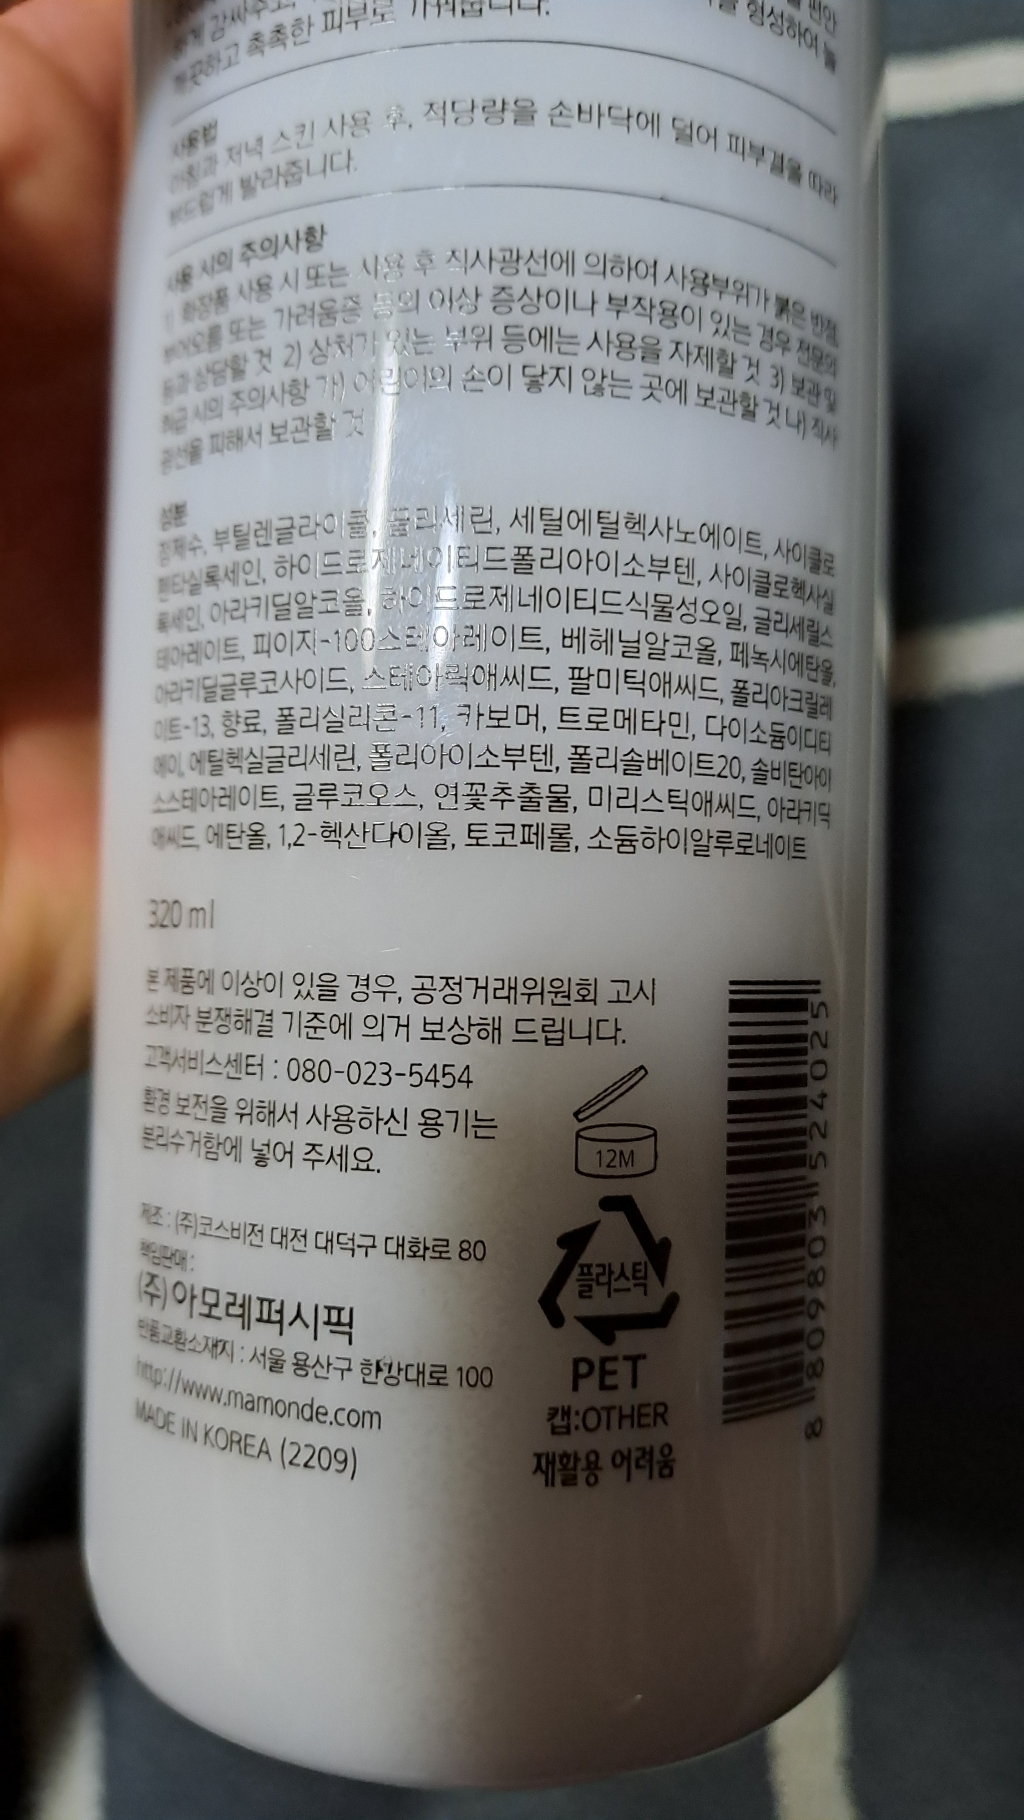 깨끗하고 촉촉한 피부로 가꿔줍니다.
형성하여 늘
사용법
아침과 저녁 스킨 사용 후, 적당량을 손바닥에 덜어 피부결을 따라
부드럽게 발라줍니다.
사용 시의 주의사항
1) 화장품 사용 시 또는 사용 후 직사광선에 의하여 사용부위가 붉은 반점,
부어오름 또는 가려움증 등의 이상 증상이나 부작용이 있는 경우 전문의
등과 상담할 것 2) 상처가 있는 부위 등에는 사용을 자제할 것 3) 보관 및
취급 시의 주의사항 가) 어린이의 손이 닿지 않는 곳에 보관할 것 나) 직사
광선을 피해서 보관할 것
성분
정제수, 부틸렌글라이콜, 글리세린, 세틸에틸헥사노에이트, 사이클로
펜타실록세인, 하이드로제네이티드폴리아이소부텐, 사이클로헥사실
록세인, 아라키딜알코올, 하이드로제네이티드식물성오일, 글리세릴스
테아레이트, 피이지-100스테아레이트, 베헤닐알코올, 페녹시에탄올,
아라키딜글루코사이드, 스테아릭애씨드, 팔미틱애씨드, 폴리아크릴레
이트-13, 향료, 폴리실리콘-11, 카보머, 트로메타민, 다이소듐이디티
에이, 에틸헥실글리세린, 폴리아이소부텐, 폴리솔베이트20, 솔비탄아이
소스테아레이트, 글루코오스, 연꽃추출물, 미리스틱애씨드, 아라키딕
애씨드, 에탄올, 1,2-헥산다이올, 토코페롤, 소듐하이알루로네이트
320 ml
본 제품에 이상이 있을 경우, 공정거래위원회 고시
소비자 분쟁해결 기준에 의거 보상해 드립니다.
고객서비스센터 : 080-023-5454
환경 보전을 위해서 사용하신 용기는
분리수거함에 넣어 주세요.
12M
제조 : (주)코스비전 대전 대덕구 대화로 80
책임판매 :
(주)아모레퍼시픽
반품교환소재지 : 서울 용산구 한강대로 100
http://www.mamonde.com
MADE IN KOREA (2209)
플라스틱
PET
캡:OTHER
재활용 어려움
8 809803 524025